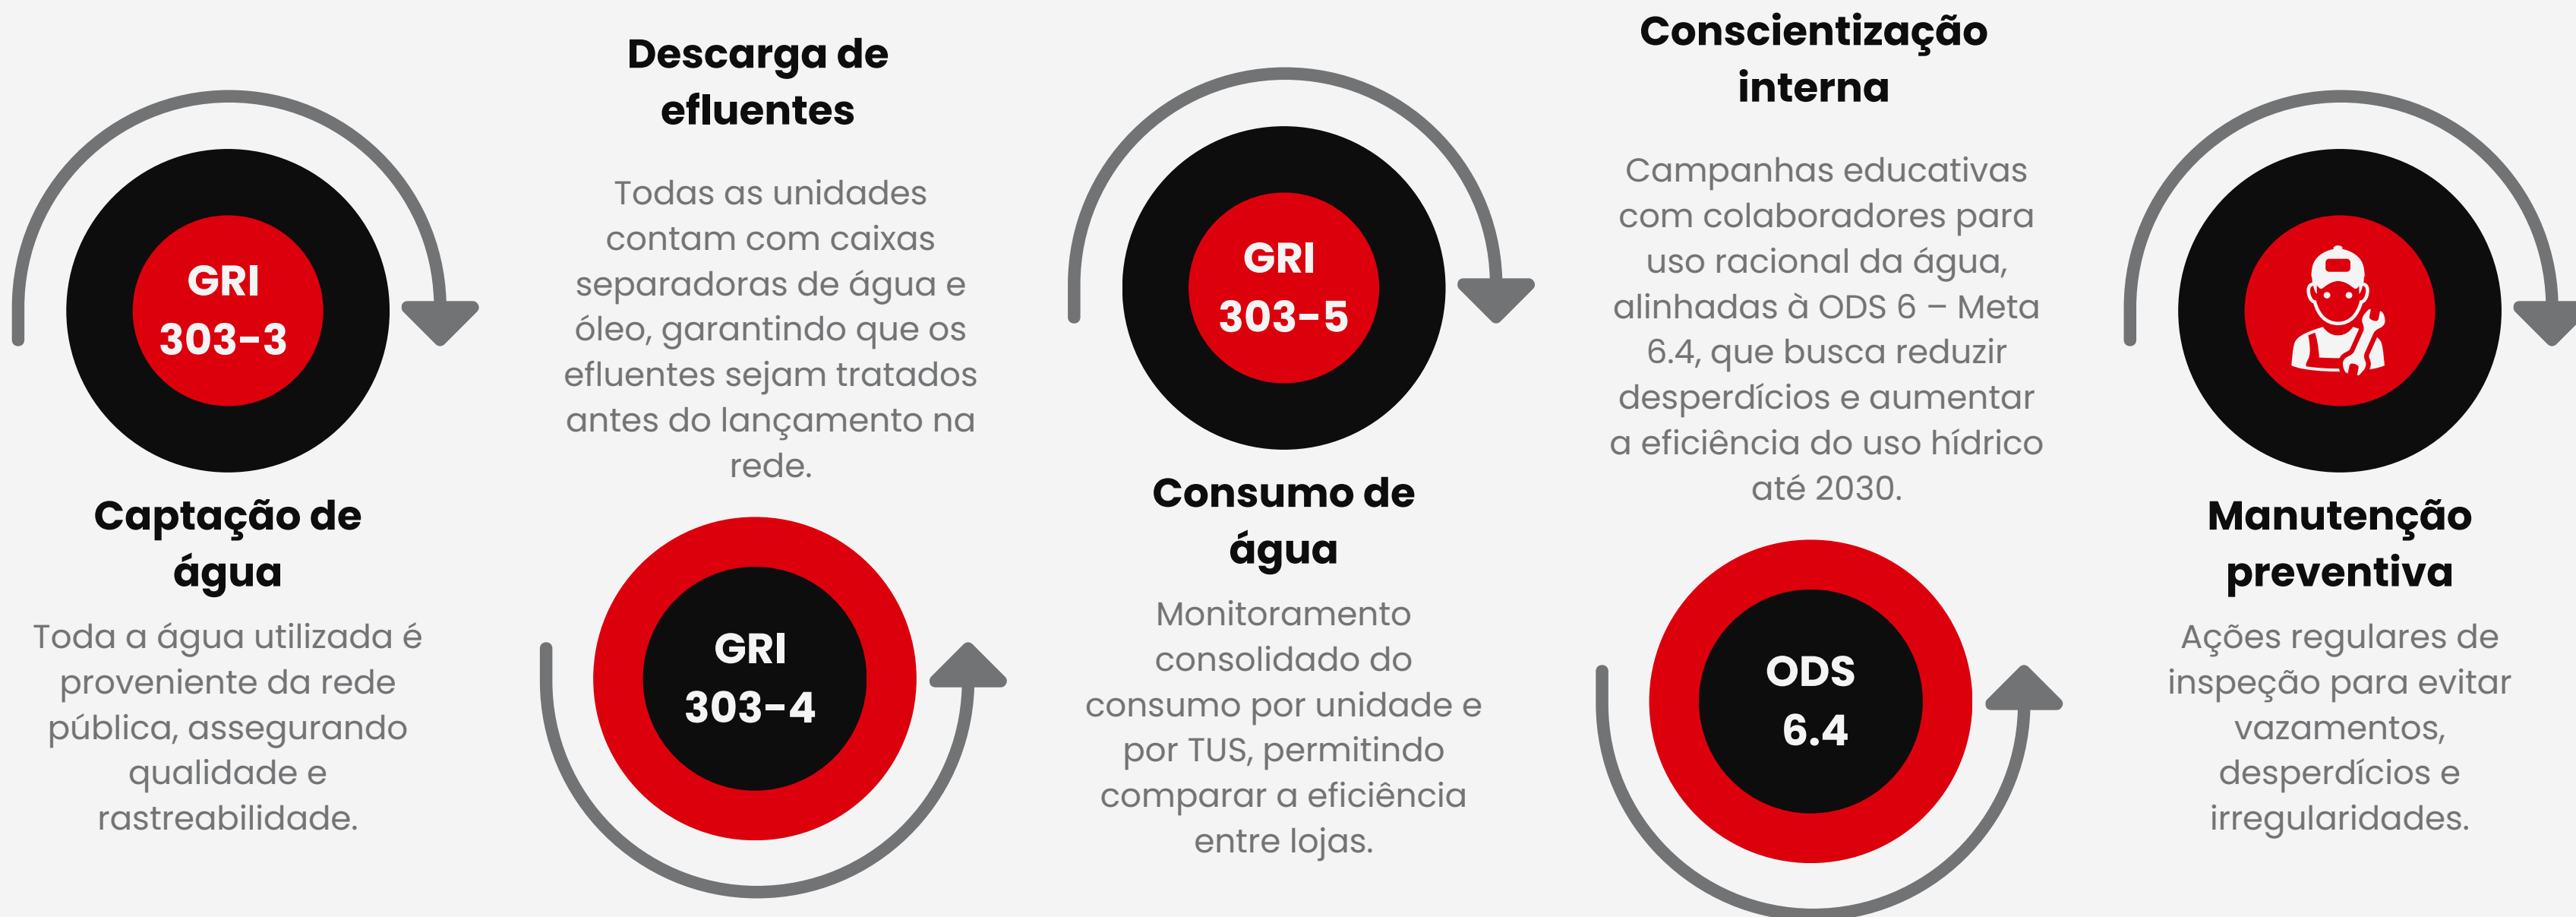 GRI
303-3
Captação de
água
Toda a água utilizada é
proveniente da rede
pública, assegurando
qualidade e
rastreabilidade.
Descarga de
efluentes
Todas as unidades
contam com caixas
separadoras de água e
óleo, garantindo que os
efluentes sejam tratados
antes do lançamento na
rede.
GRI
303-4
GRI
303-5
Consumo de
água
Monitoramento
consolidado do
consumo por unidade e
por TUS, permitindo
comparar a eficiência
entre lojas.
Conscientização
interna
Campanhas educativas
com colaboradores para
uso racional da água,
alinhadas à ODS 6 – Meta
6.4, que busca reduzir
desperdícios e aumentar
a eficiência do uso hídrico
até 2030.
ODS
6.4
Manutenção
preventiva
Ações regulares de
inspeção para evitar
vazamentos,
desperdícios e
irregularidades.